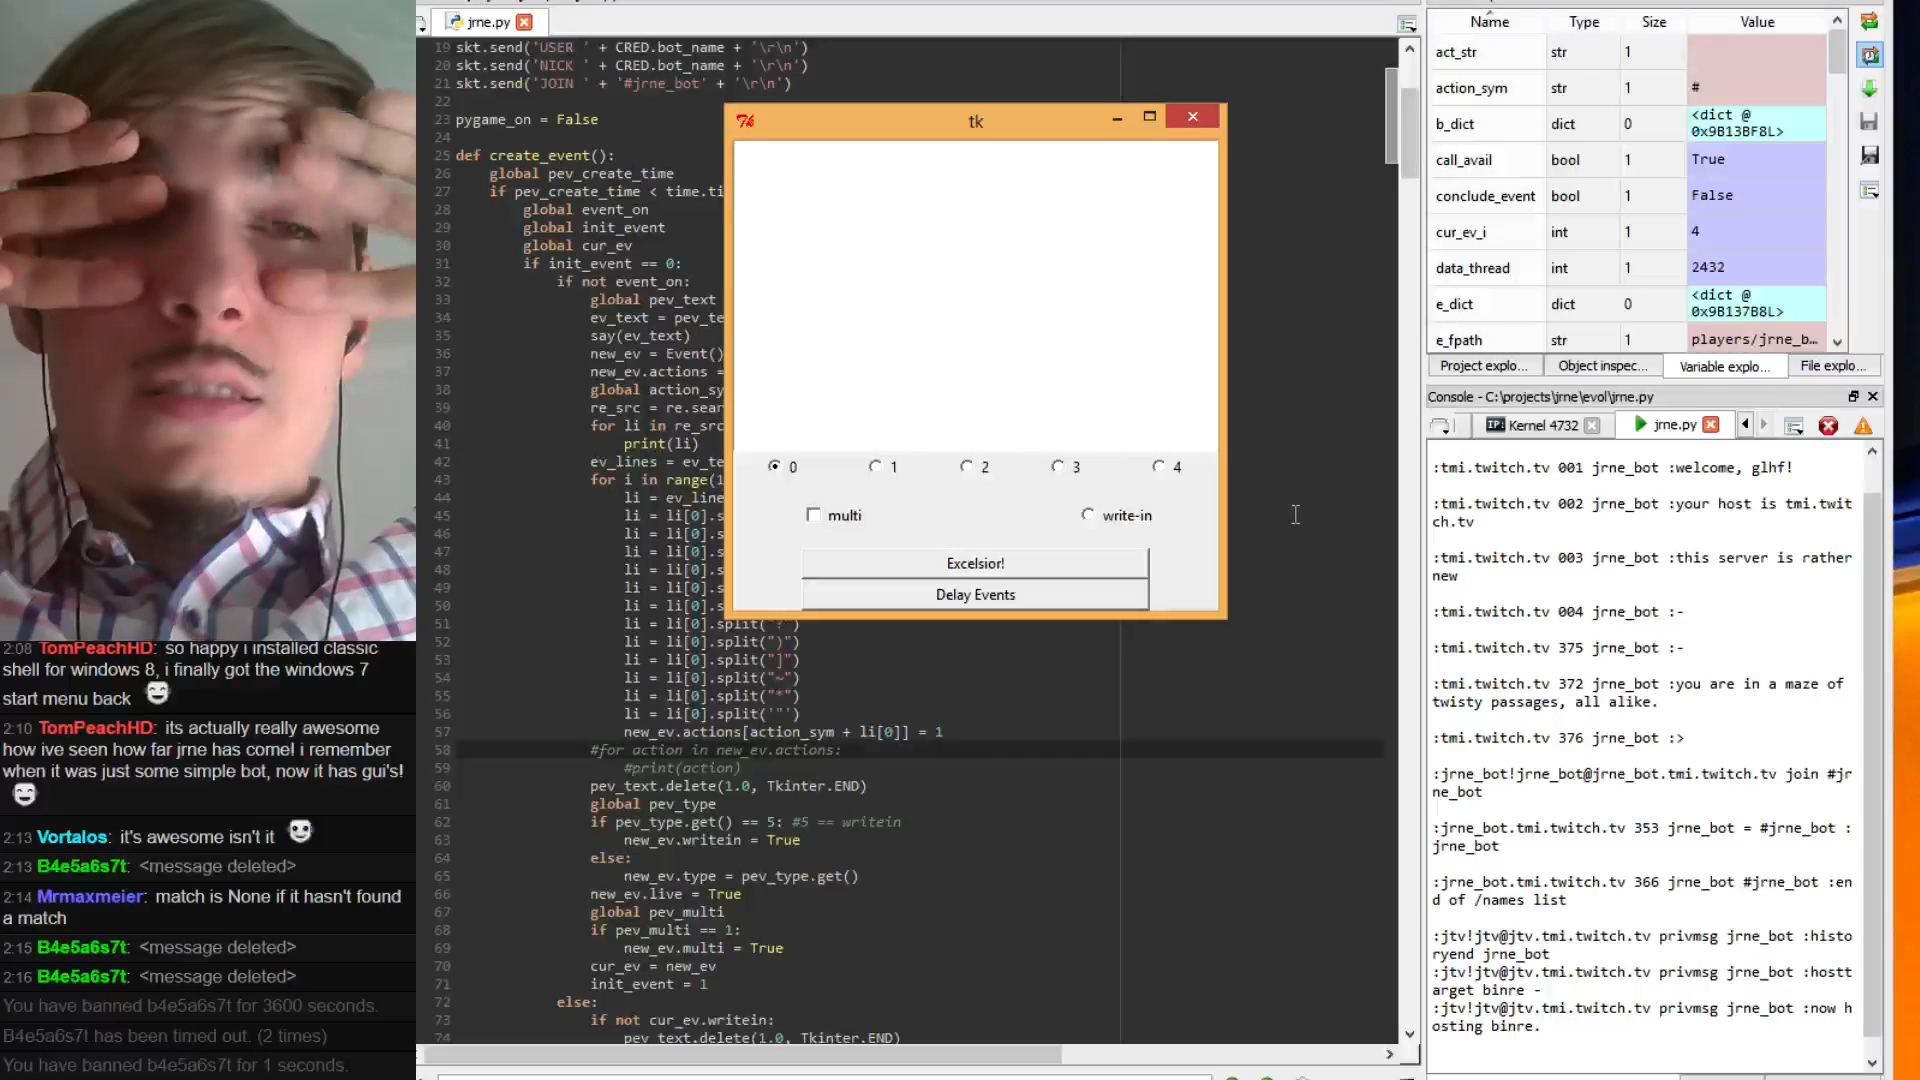 jrne.py
19 skt.send('USER ' + CRED.bot_name + '\r\n')
20 skt.send('NICK ' + CRED.bot_name + '\r\n')
21 skt.send('JOIN ' + '#jrne_bot' + '\r\n')
22
23 pygame_on = False
24
25 def create_event():
26 global pev_create_time
27 if pev_create_time < time.ti
28 global event_on
29 global init_event
30 global cur_ev
31 if init_event == 0:
32 if not event_on:
33 global pev_text
34 ev_text = pev_te
35 say(ev_text)
36 new_ev = Event()
37 new_ev.actions =
38 global action_sy
39 re_src = re.sear
40 for li in re_src
41 print(li)
42 ev_lines = ev_te
43 for i in range(1
44 li = ev_line
45 li = li[0].s
46 li = li[0].s
47 li = li[0].s
48 li = li[0].s
49 li = li[0].s
50 li = li[0].s
51 li = li[0].split("?")
52 li = li[0].split(")")
53 li = li[0].split("]")
54 li = li[0].split("~")
55 li = li[0].split("*")
56 li = li[0].split('"')
57 new_ev.actions[action_sym + li[0]] = 1
58 #for action in new_ev.actions:
59 #print(action)
60 pev_text.delete(1.0, Tkinter.END)
61 global pev_type
62 if pev_type.get() == 5: #5 == writein
63 new_ev.writein = True
64 else:
65 new_ev.type = pev_type.get()
66 new_ev.live = True
67 global pev_multi
68 if pev_multi == 1:
69 new_ev.multi = True
70 cur_ev = new_ev
71 init_event = 1
72 else:
73 if not cur_ev.writein:
74 pev_text.delete(1.0, Tkinter.END)
tk
0 1 2 3 4
multi write-in
Excelsior!
Delay Events
Name Type Size Value
act_str str 1
action_sym str 1 #
b_dict dict 0 <dict @
0x9B13BF8L>
call_avail bool 1 True
conclude_event bool 1 False
cur_ev_i int 1 4
data_thread int 1 2432
e_dict dict 0 <dict @
0x9B137B8L>
e_fpath str 1 players/jrne_b...
Project explo... Object inspec... Variable explo... File explo...
Console - C:\projects\jrne\evol\jrne.py
IP: Kernel 4732 jrne.py
:tmi.twitch.tv 001 jrne_bot :welcome, glhf!
:tmi.twitch.tv 002 jrne_bot :your host is tmi.twit
ch.tv
:tmi.twitch.tv 003 jrne_bot :this server is rather
new
:tmi.twitch.tv 004 jrne_bot :-
:tmi.twitch.tv 375 jrne_bot :-
:tmi.twitch.tv 372 jrne_bot :you are in a maze of
twisty passages, all alike.
:tmi.twitch.tv 376 jrne_bot :>
:jrne_bot!jrne_bot@jrne_bot.tmi.twitch.tv join #jr
ne_bot
:jrne_bot.tmi.twitch.tv 353 jrne_bot = #jrne_bot :
jrne_bot
:jrne_bot.tmi.twitch.tv 366 jrne_bot #jrne_bot :en
d of /names list
:jtv!jtv@jtv.tmi.twitch.tv privmsg jrne_bot :histo
ryend jrne_bot
:jtv!jtv@jtv.tmi.twitch.tv privmsg jrne_bot :hostt
arget binre -
:jtv!jtv@jtv.tmi.twitch.tv privmsg jrne_bot :now h
osting binre.
2:08 TomPeachHD: so happy i installed classic
shell for windows 8, i finally got the windows 7
start menu back
2:10 TomPeachHD: its actually really awesome
how ive seen how far jrne has come! i remember
when it was just some simple bot, now it has gui's!
2:13 Vortalos: it's awesome isn't it
2:13 B4e5a6s7t: <message deleted>
2:14 Mrmaxmeier: match is None if it hasn't found
a match
2:15 B4e5a6s7t: <message deleted>
2:16 B4e5a6s7t: <message deleted>
You have banned b4e5a6s7t for 3600 seconds.
B4e5a6s7t has been timed out. (2 times)
You have banned b4e5a6s7t for 1 seconds.